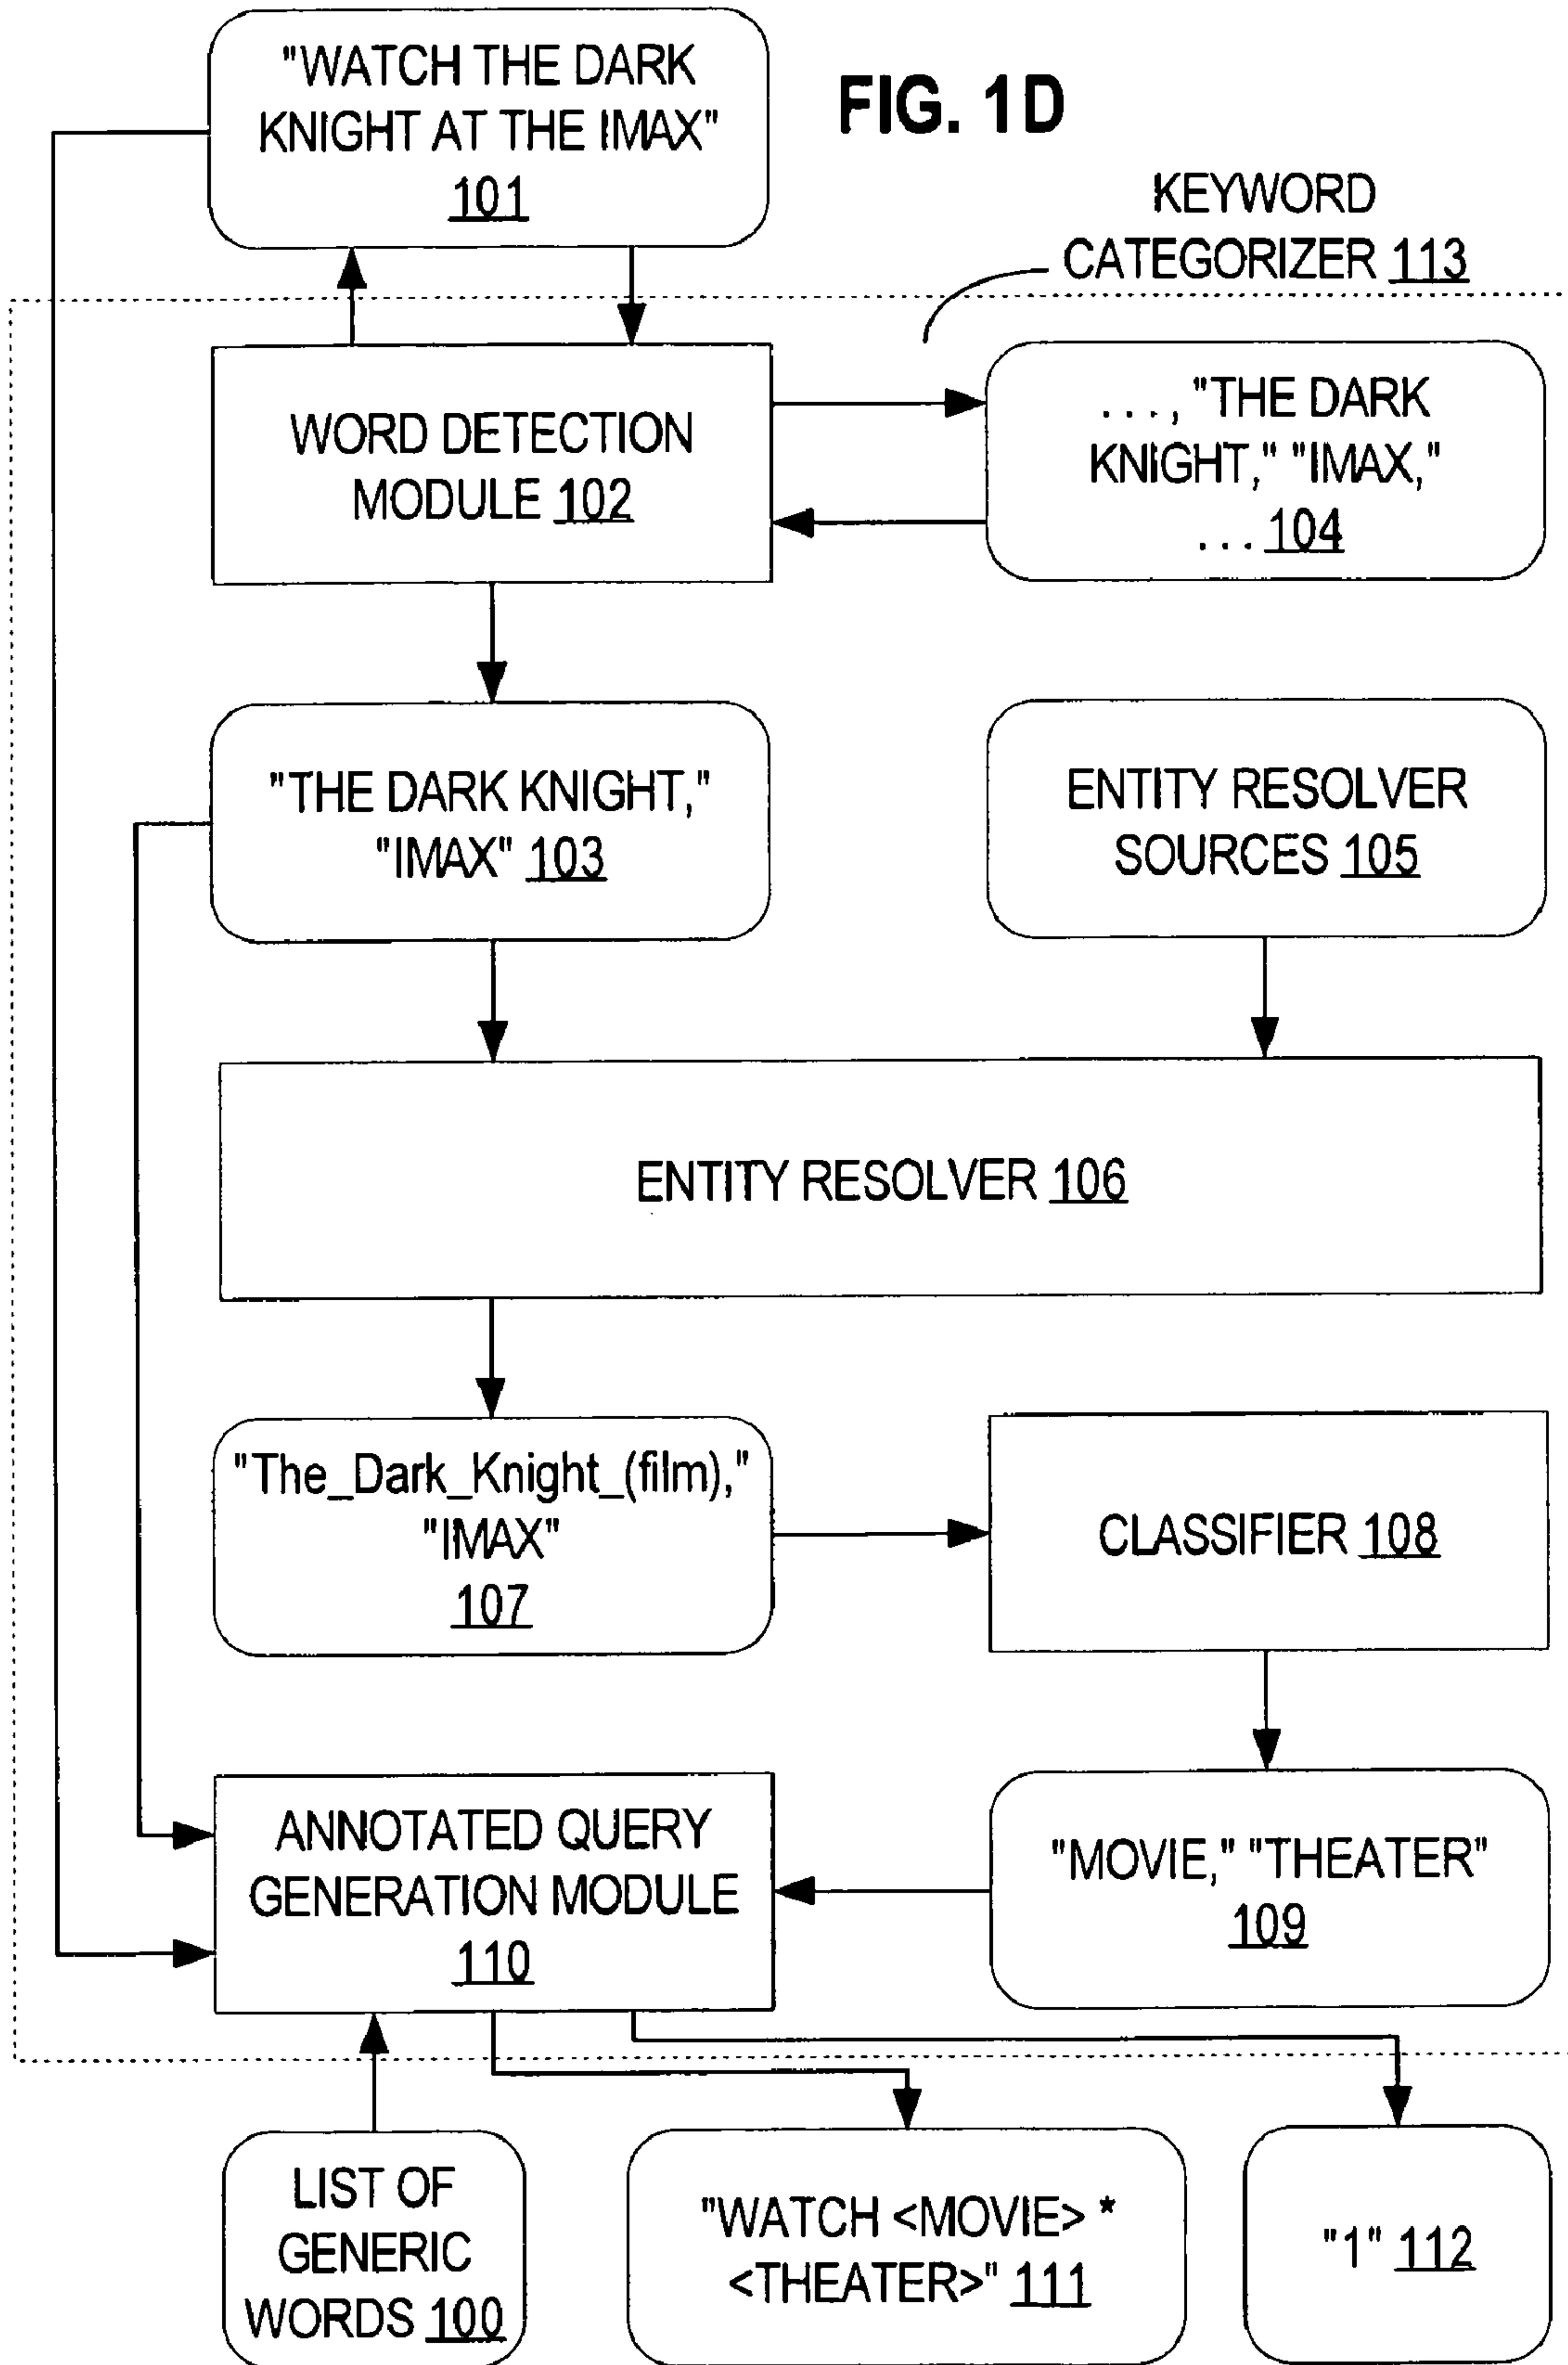 "WATCH THE DARK
KNIGHT AT THE IMAX"
101
FIG. 1D
KEYWORD
CATEGORIZER 113
WORD DETECTION
MODULE 102
..., "THE DARK
KNIGHT," "IMAX,"
... 104
"THE DARK KNIGHT,"
"IMAX" 103
ENTITY RESOLVER
SOURCES 105
ENTITY RESOLVER 106
"The_Dark_Knight_(film),"
"IMAX"
107
CLASSIFIER 108
ANNOTATED QUERY
GENERATION MODULE
110
"MOVIE," "THEATER"
109
LIST OF
GENERIC
WORDS 100
"WATCH <MOVIE> *
<THEATER>" 111
"1" 112